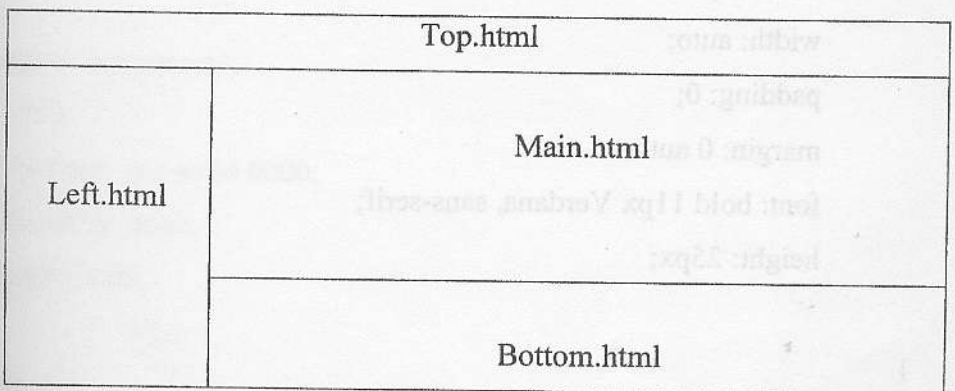 Top.html
Main.html
Left.html
Bottom.html
width: auto;
padding: 0;
margin: 0 au
font: bold 11px Verdana, sans-serif;
height: 25px;
}